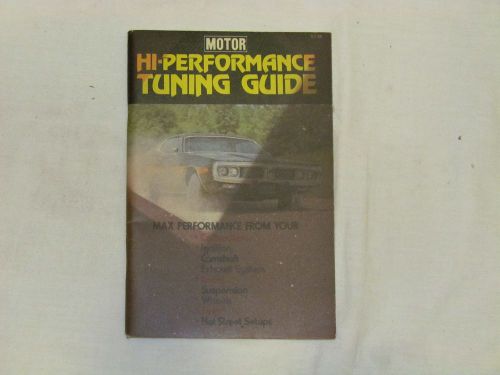 MOTOR
HI-PERFORMANCE
TUNING GUIDE
MAX PERFORMANCE FROM YOUR
Ignition
Camshaft
Exhaust System
Suspension
Wheels
• Hot Street Setups